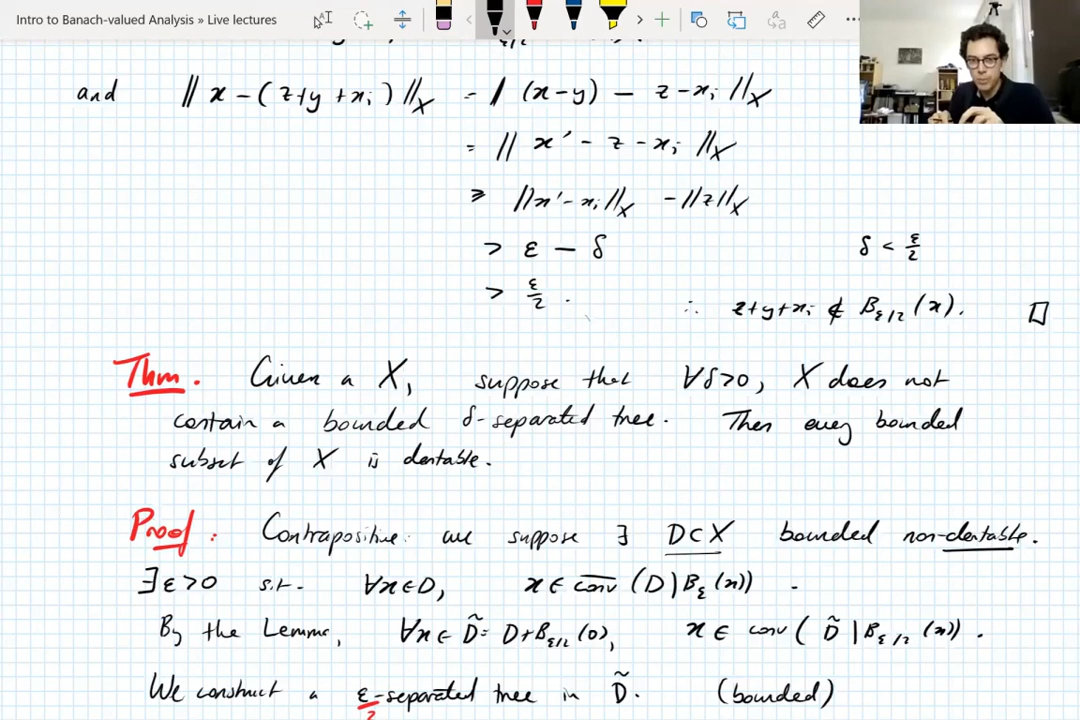 Intro to Banach-valued Analysis » Live lectures
and ‖x-(z+y+xᵢ)‖_X = ‖(x-y) - z-xᵢ‖_X
= ‖x' - z - xᵢ‖_X
≥ ‖x'-xᵢ‖_X - ‖z‖_X
> ε - δ δ < ε/2
> ε/2 . ∴ z+y+xᵢ ∉ B_{ε/2}(x). □
Thm. Given a X, suppose that ∀δ>0, X does not
contain a bounded δ-separated tree. Then every bounded
subset of X is dentable.
Proof: Contrapositive: we suppose ∃ D⊂X bounded non-dentable.
∃ε>0 s.t. ∀x∈D, x ∈ \overline{conv}(D\B_ε(x)) .
By the Lemma, ∀x∈ D̃ = D+B_{ε/2}(0), x ∈ conv(D̃\B_{ε/2}(x)).
We construct a ε/2-separated tree in D̃. (bounded)